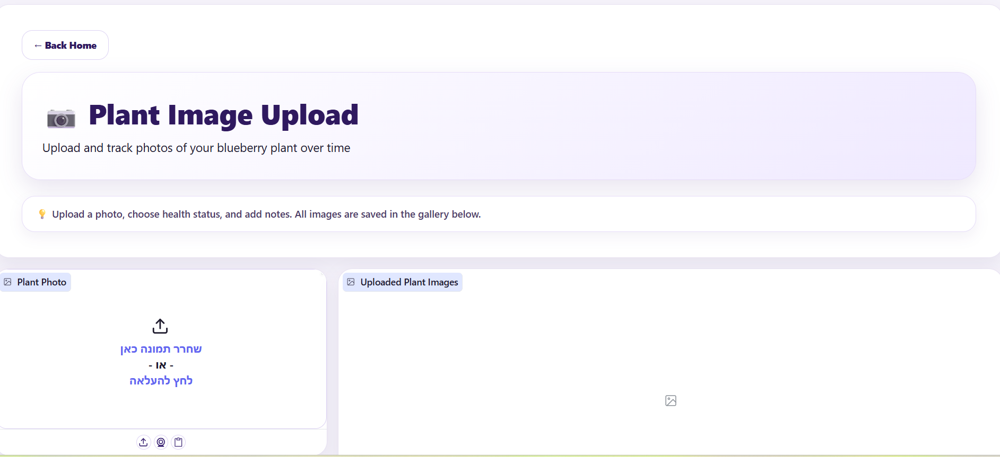 ← Back Home
📷 Plant Image Upload
Upload and track photos of your blueberry plant over time
💡 Upload a photo, choose health status, and add notes. All images are saved in the gallery below.
Plant Photo
שחרר תמונה כאן
- או -
לחץ להעלאה
Uploaded Plant Images